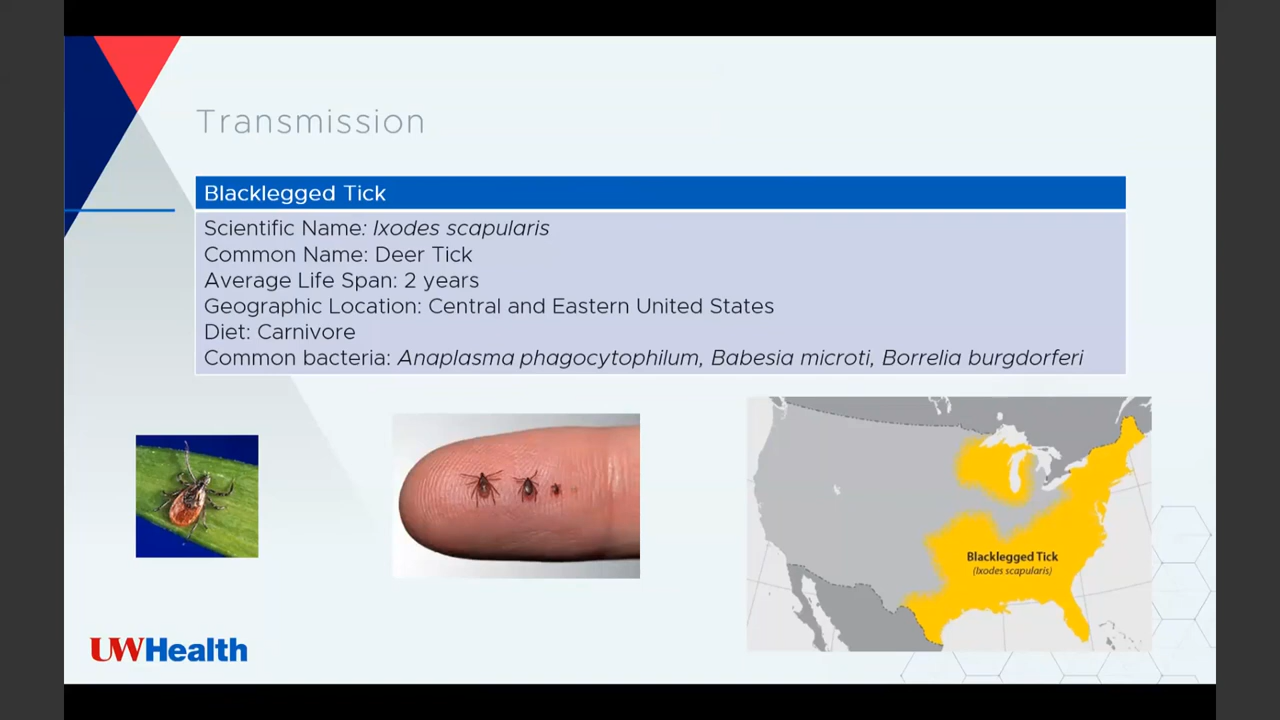 Transmission
Blacklegged Tick
Scientific Name: Ixodes scapularis
Common Name: Deer Tick
Average Life Span: 2 years
Geographic Location: Central and Eastern United States
Diet: Carnivore
Common bacteria: Anaplasma phagocytophilum, Babesia microti, Borrelia burgdorferi
Blacklegged Tick
(Ixodes scapularis)
UWHealth